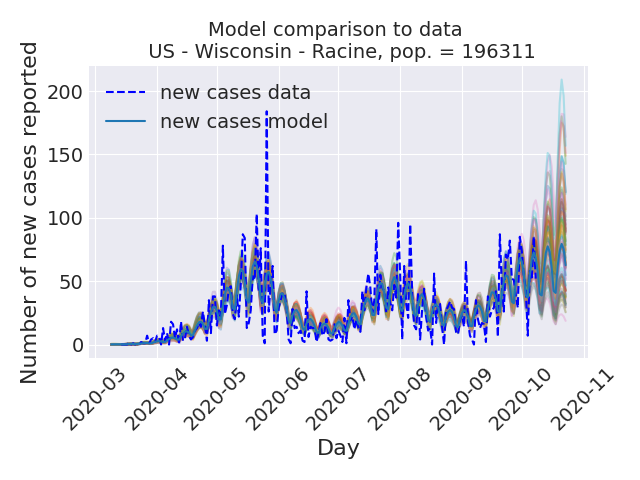 Model comparison to data
US - Wisconsin - Racine, pop. = 196311
Number of new cases reported
200
150
100
50
0
new cases data
new cases model
2020-03
2020-04
2020-05
2020-06
2020-07
2020-08
2020-09
2020-10
2020-11
Day